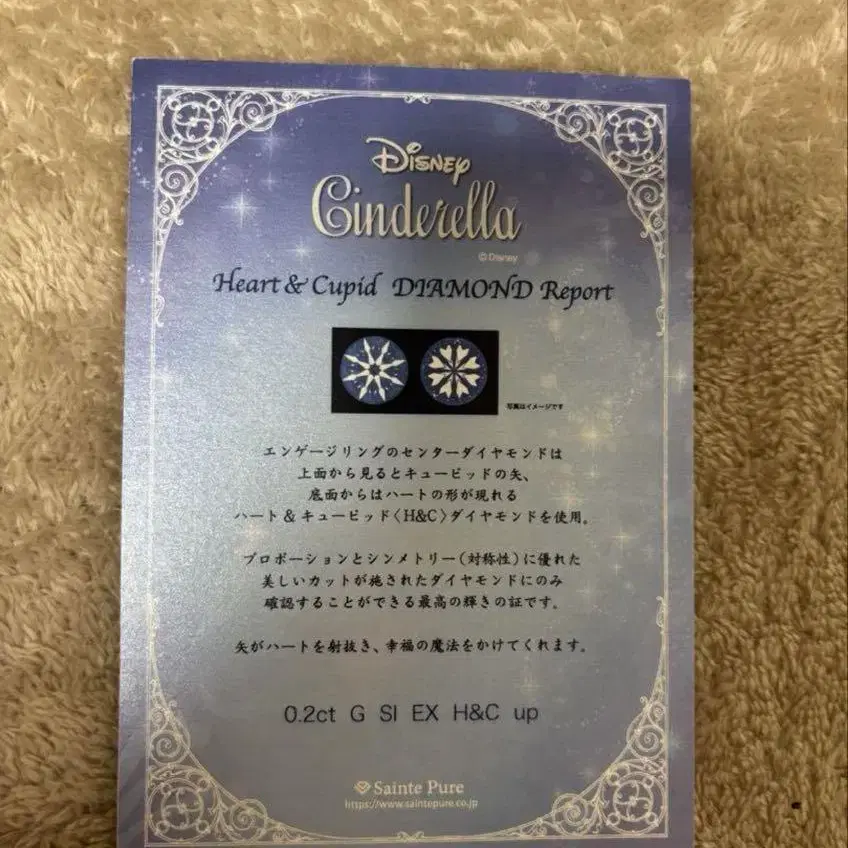 Disney
Cinderella
©Disney
Heart & Cupid DIAMOND Report
写真はイメージです
エンゲージリングのセンターダイヤモンドは
上面から見るとキューピッドの矢、
底面からはハートの形が現れる
ハート & キューピッド〈H&C〉ダイヤモンドを使用。
プロポーションとシンメトリー(対称性)に優れた
美しいカットが施されたダイヤモンドにのみ
確認することができる最高の輝きの証です。
矢がハートを射抜き、幸福の魔法をかけてくれます。
0.2ct G SI EX H&C up
Sainte Pure
https://www.saintepure.co.jp